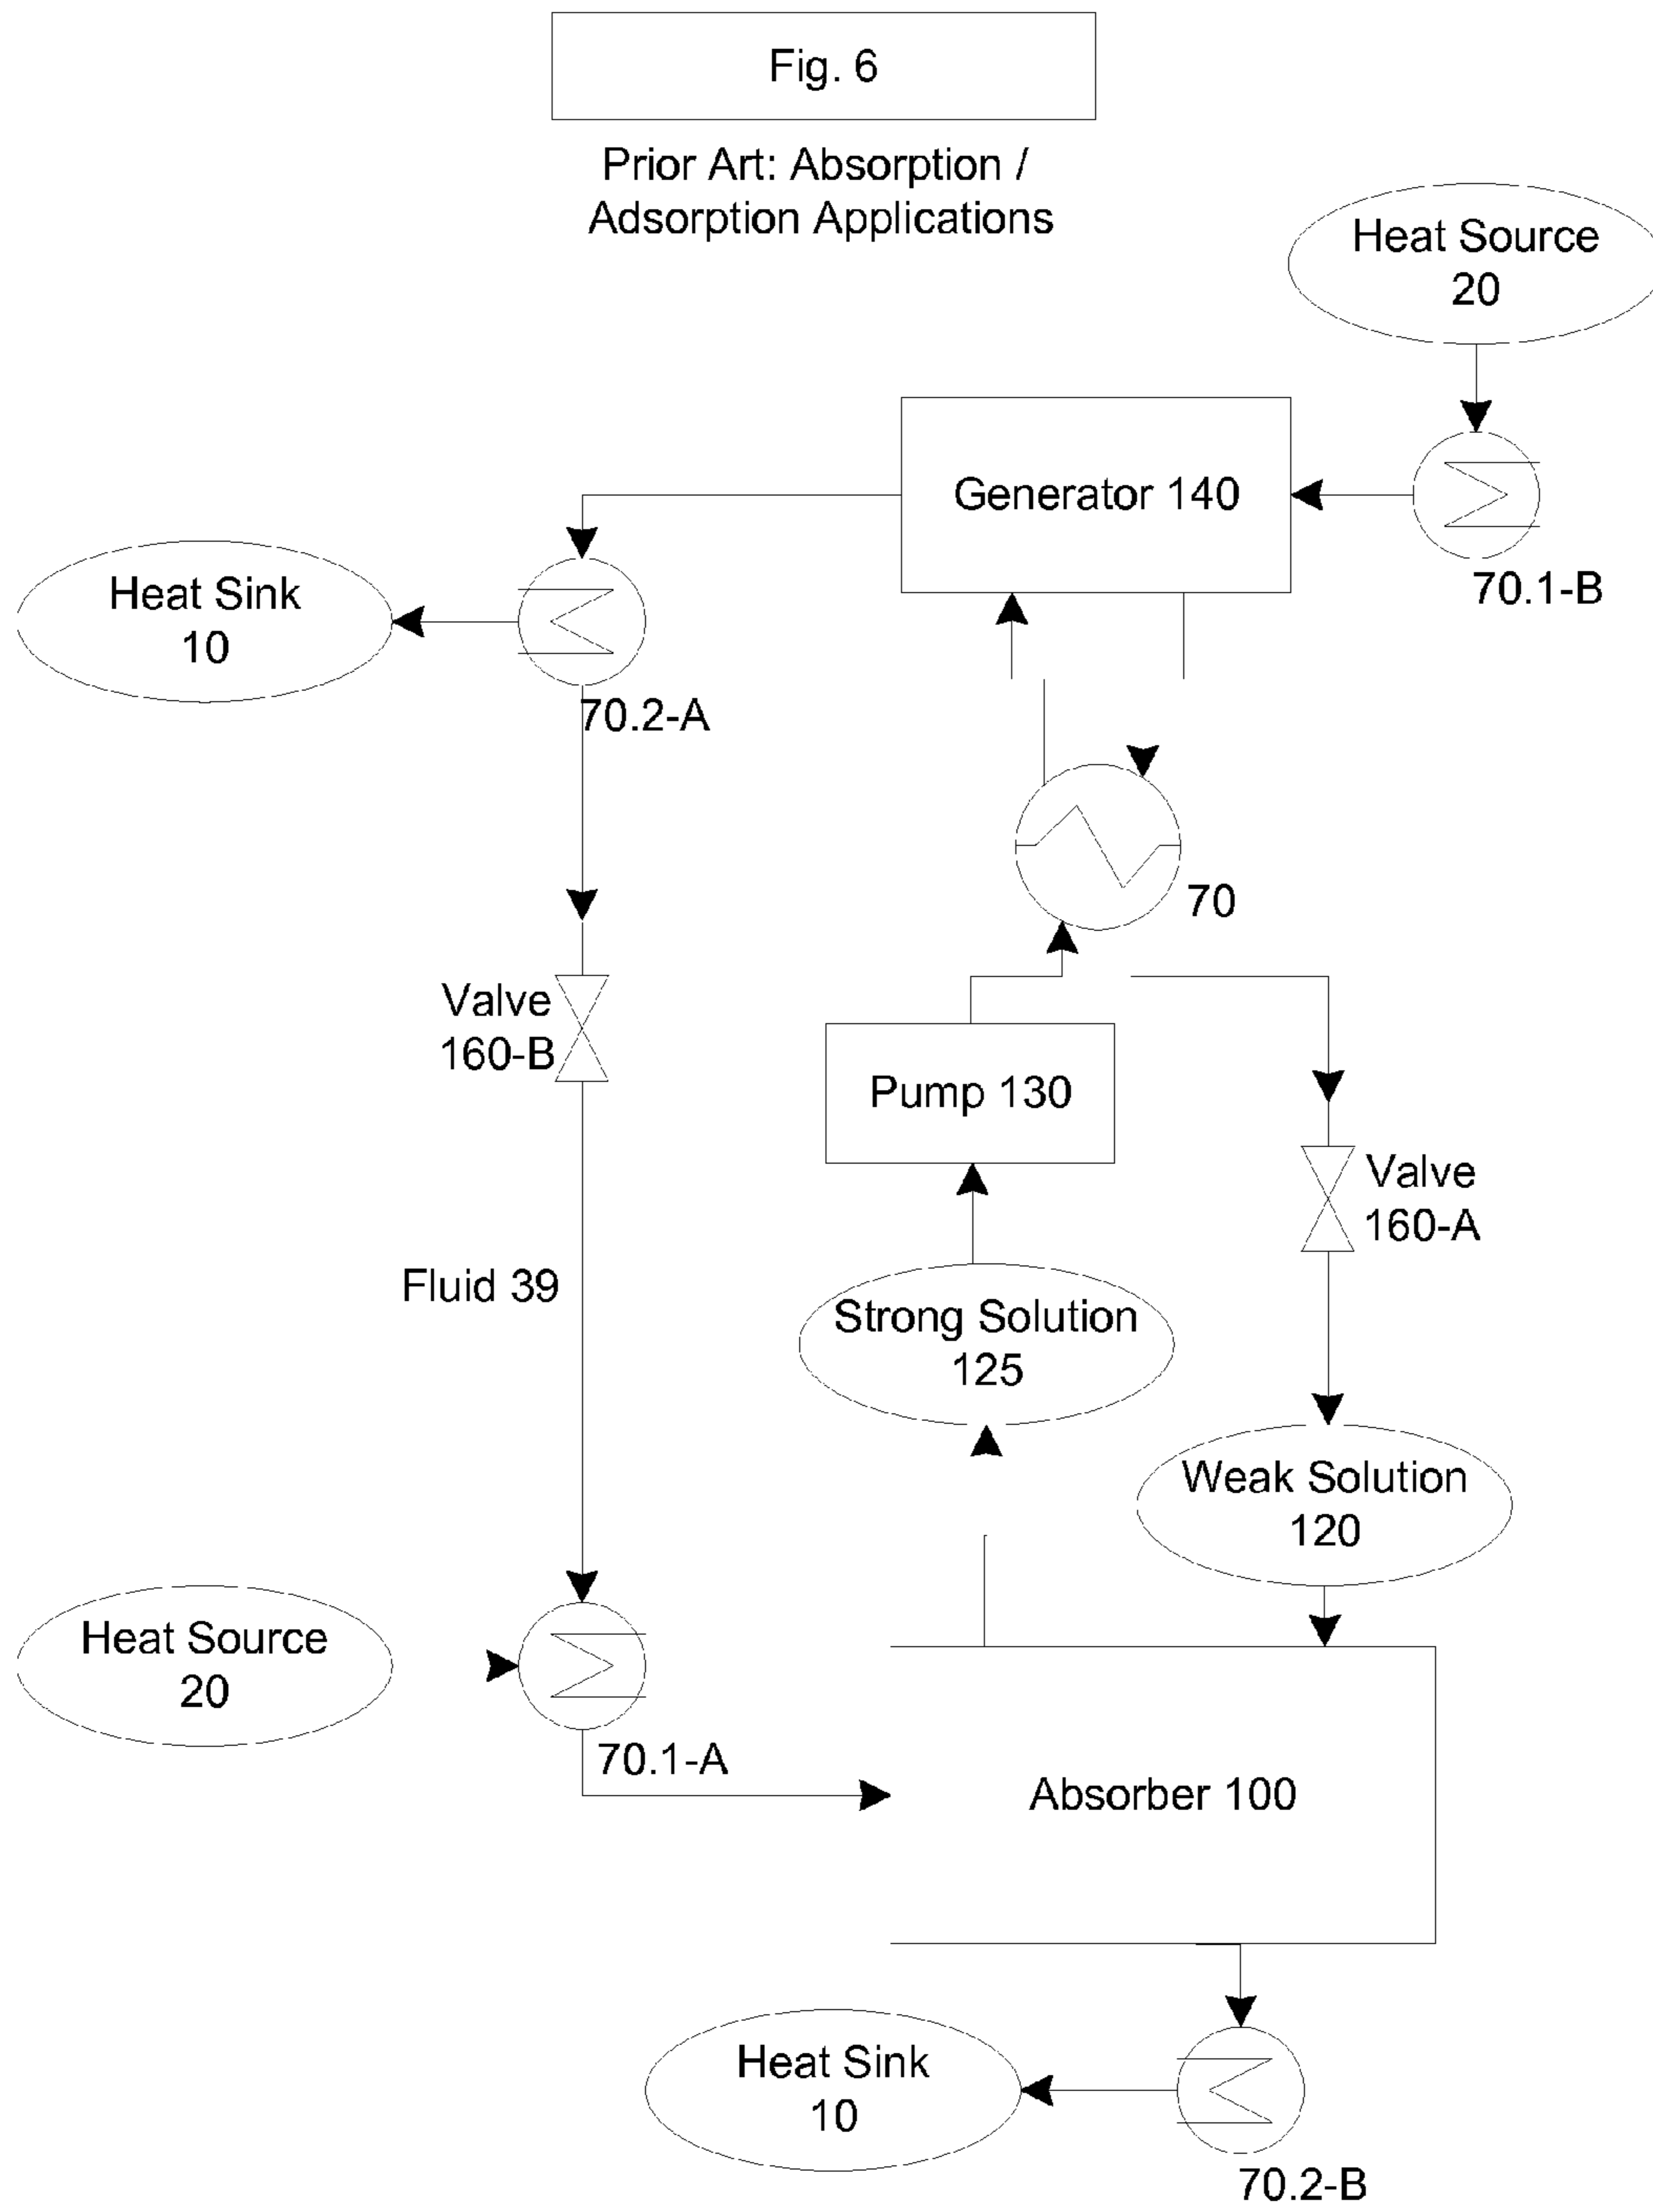 Fig. 6
Prior Art: Absorption /
Adsorption Applications
Heat Source
20
Generator 140
70.1-B
Heat Sink
10
70.2-A
70
Valve
160-B
Pump 130
Valve
160-A
Fluid 39
Strong Solution
125
Weak Solution
120
Heat Source
20
70.1-A
Absorber 100
Heat Sink
10
70.2-B